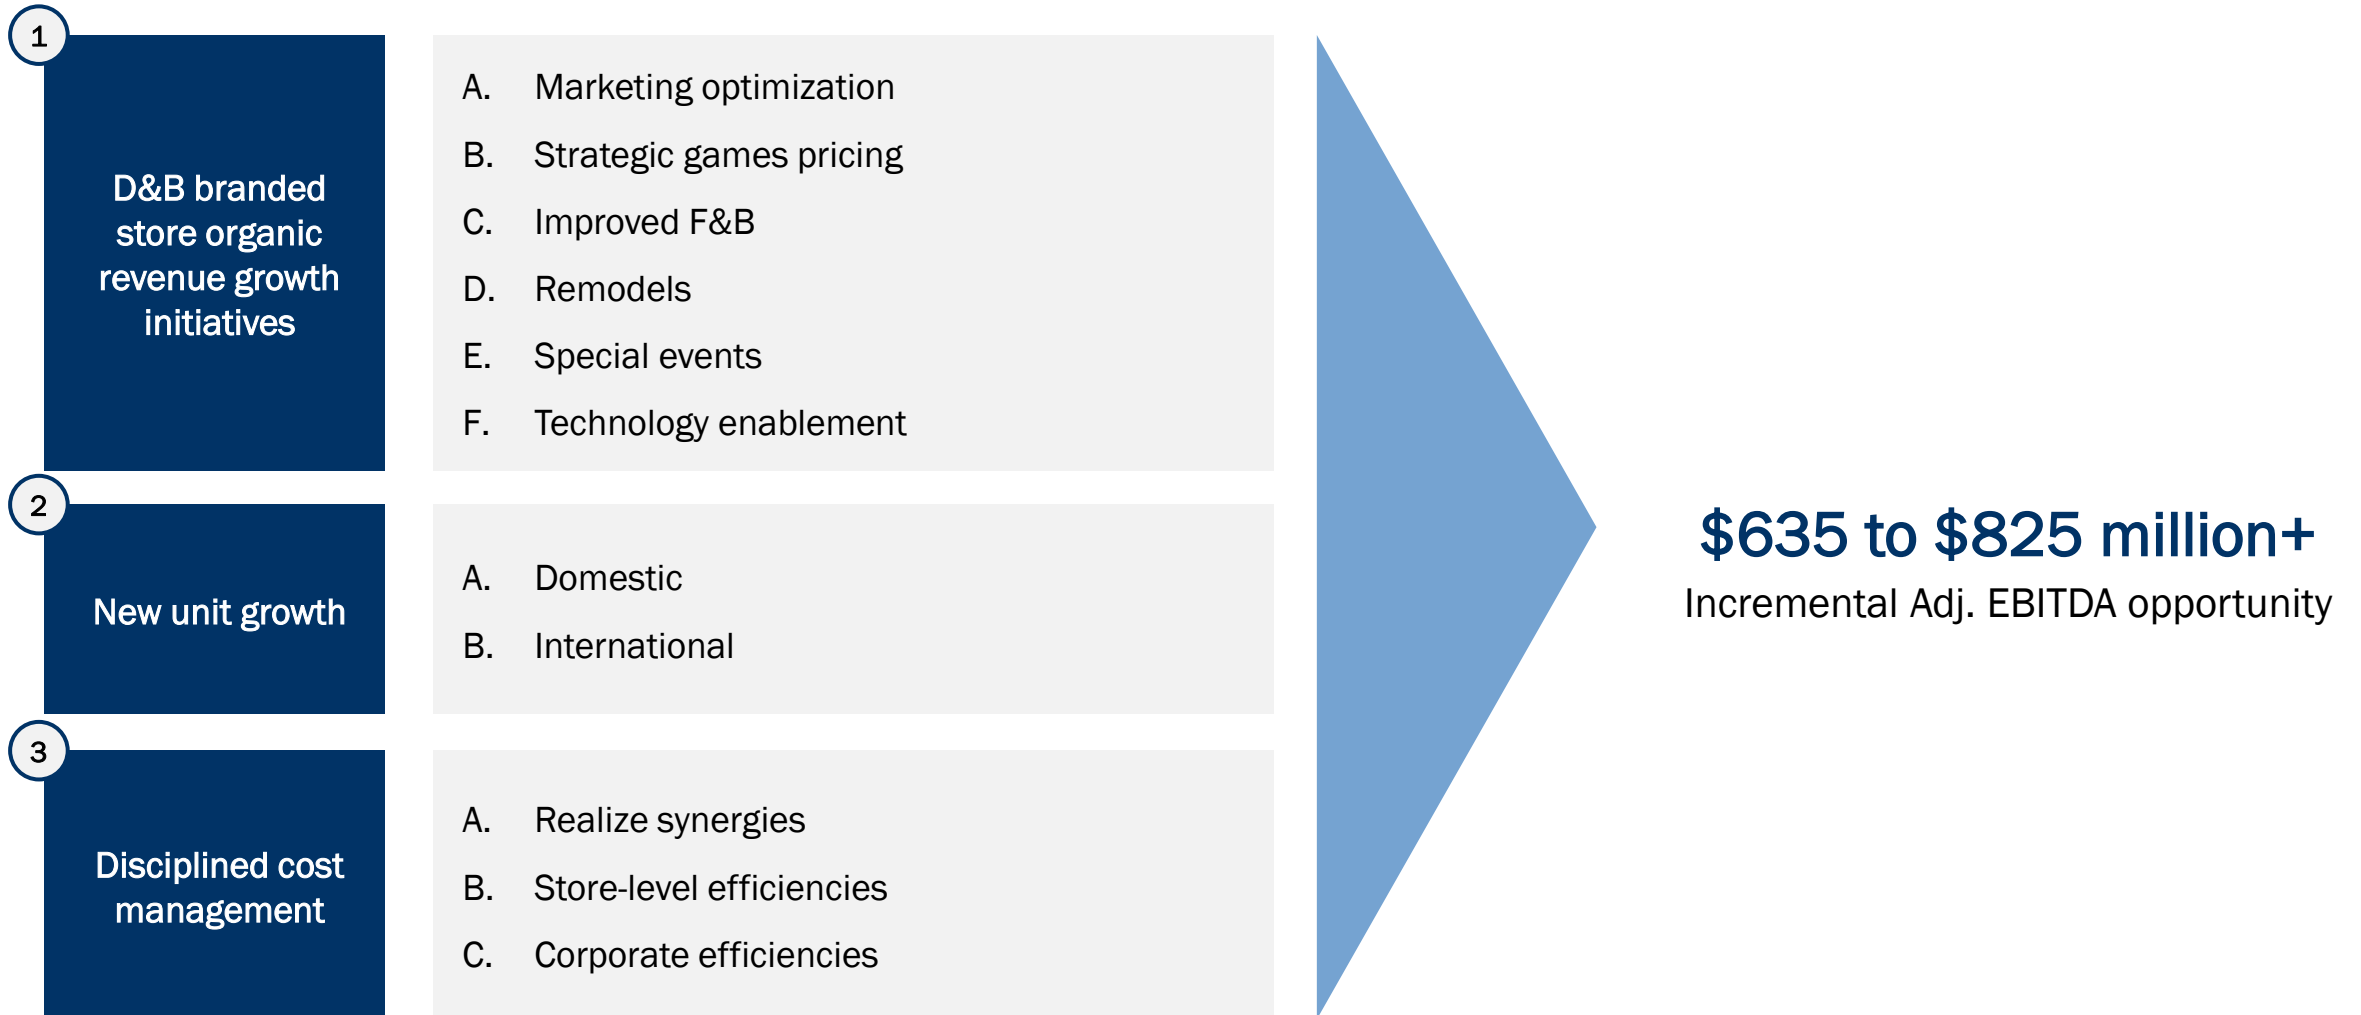 1
D&B branded
store organic
revenue growth
initiatives
A. Marketing optimization
B. Strategic games pricing
C. Improved F&B
D. Remodels
E. Special events
F. Technology enablement
2
New unit growth
A. Domestic
B. International
3
Disciplined cost
management
A. Realize synergies
B. Store-level efficiencies
C. Corporate efficiencies
$635 to $825 million+
Incremental Adj. EBITDA opportunity